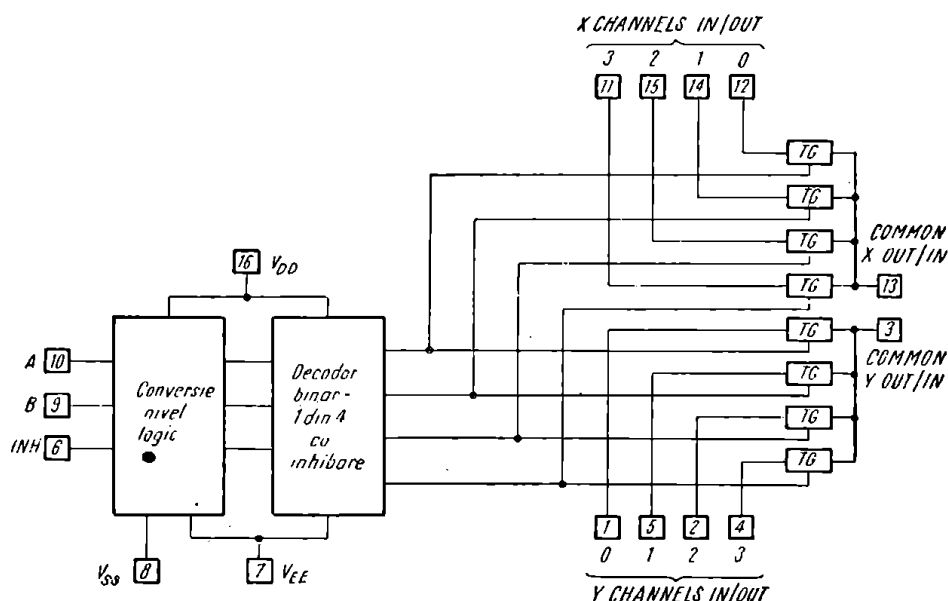 X CHANNELS IN/OUT
3 2 1 0
11 15 14 12
TG
TG
TG
TG
COMMON
X OUT/IN
13
16 VDD
A 10
B 9
INH 6
Conversie
nivel
logic
Decodor
binar-
1 din 4
cu
inhibare
TG
TG
TG
TG
3
COMMON
Y OUT/IN
VSS 8
7 VEE
1 5 2 4
0 1 2 3
Y CHANNELS IN/OUT